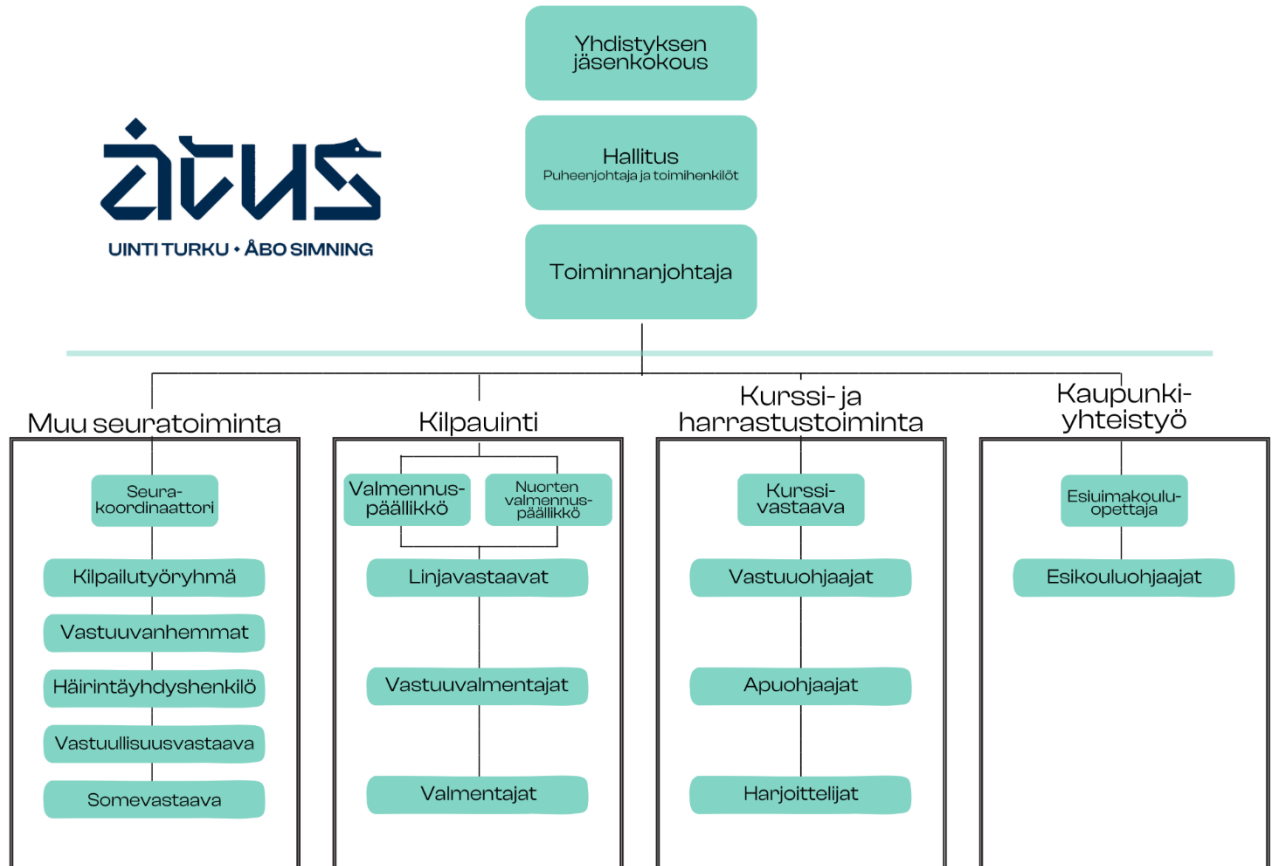 Yhdistyksen
jäsenkokous
Hallitus
Puheenjohtaja ja toimihenkilöt
Toiminnanjohtaja
åtus
UINTI TURKU • ÅBO SIMNING
Muu seuratoiminta
Seura-
koordinaattori
Kilpailutyöryhmä
Vastuuvanhemmat
Häirintäyhdyshenkilö
Vastuullisuusvastaava
Somevastaava
Kilpauinti
Valmennus-
päällikkö
Nuorten
valmennus-
päällikkö
Linjavastaavat
Vastuuvalmentajat
Valmentajat
Kurssi- ja
harrastustoiminta
Kurssi-
vastaava
Vastuuohjaajat
Apuohjaajat
Harjoittelijat
Kaupunki-
yhteistyö
Esiuimakoulu-
opettaja
Esikouluohjaajat